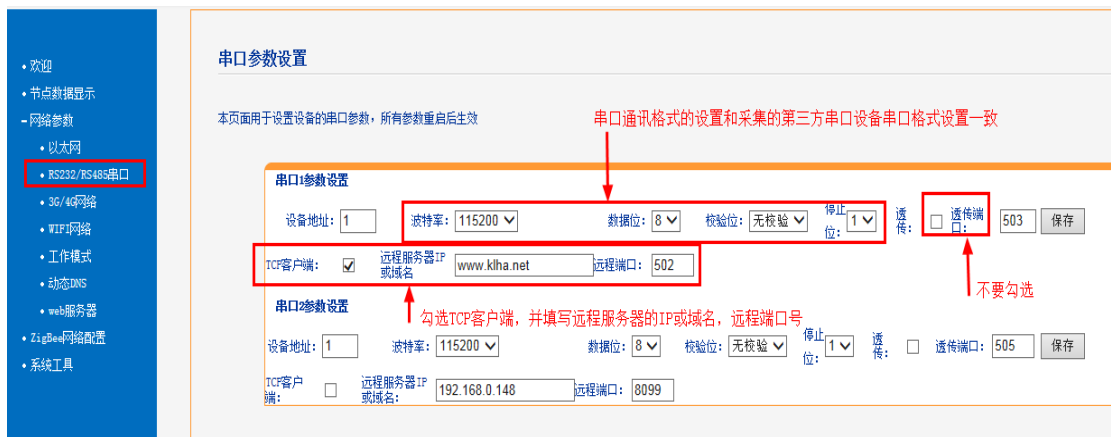 • 欢迎
• 节点数据显示
- 网络参数
• 以太网
• RS232/RS485串口
• 3G/4G网络
• WIFI网络
• 工作模式
• 动态DNS
• web服务器
• ZigBee网络配置
• 系统工具
串口参数设置
本页面用于设置设备的串口参数，所有参数重启后生效
串口通讯格式的设置和采集的第三方串口设备串口格式设置一致
串口1参数设置
设备地址: 1 波特率: 115200 数据位: 8 校验位: 无校验 停止位: 1 透传: 透传端口: 503 保存
TCP客户端: 远程服务器IP或域名 www.klha.net 远程端口: 502
不要勾选
串口2参数设置
勾选TCP客户端，并填写远程服务器的IP或域名，远程端口号
设备地址: 1 波特率: 115200 数据位: 8 校验位: 无校验 停止位: 1 透传: 透传端口: 505 保存
TCP客户端: 远程服务器IP或域名: 192.168.0.148 远程端口: 8099